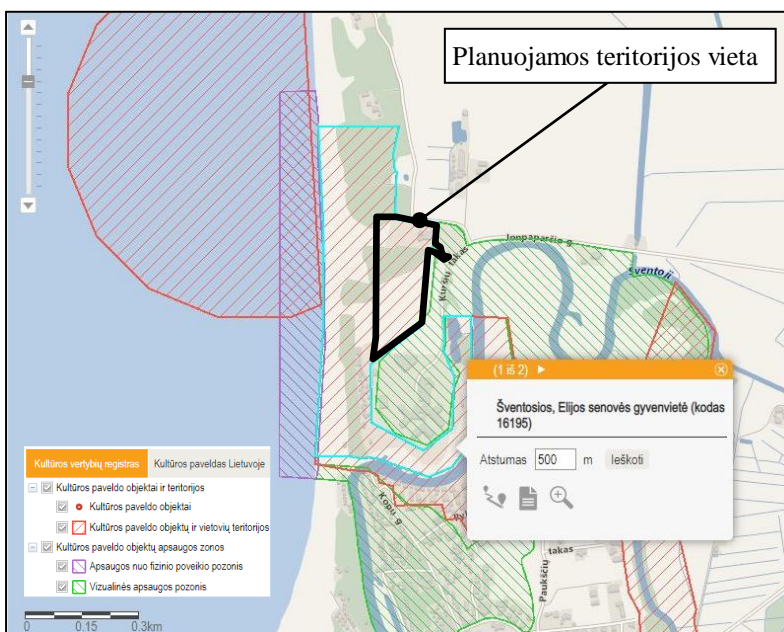 Planuojamos teritorijos vieta
Jonpaparčio g
Kuršių takas
Šventoji
(1 iš 2)
Šventosios, Elijos senovės gyvenvietė (kodas
16195)
Atstumas 500 m Ieškoti
Kultūros vertybių registras Kultūros paveldas Lietuvoje
Kultūros paveldo objektai ir teritorijos
Kultūros paveldo objektai
Kultūros paveldo objektų ir vietovių teritorijos
Kultūros paveldo objektų apsaugos zonos
Apsaugos nuo fizinio poveikio pozonis
Vizualinės apsaugos pozonis
Kopų g
Paukščių takas
0 0.15 0.3km